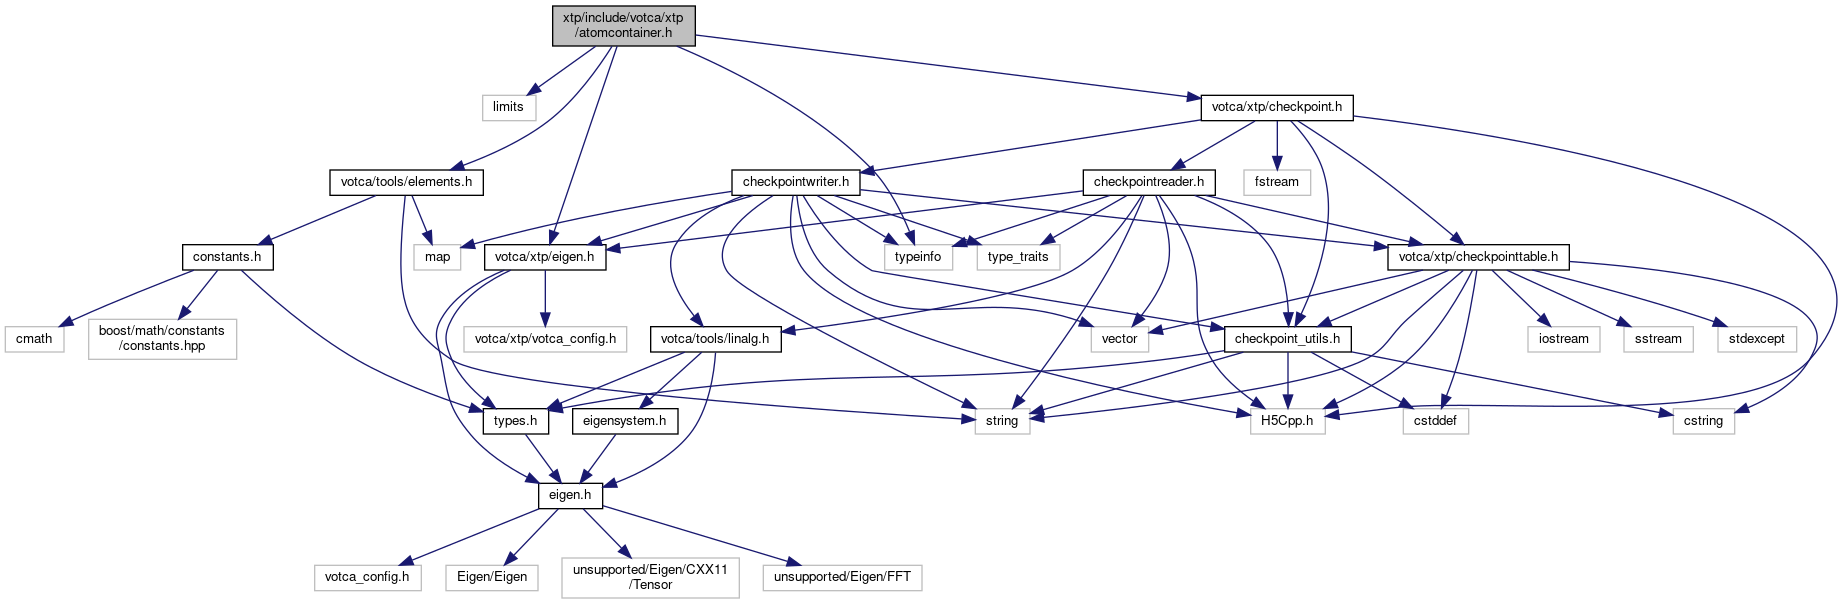 xtp/include/votca/xtp
/atomcontainer.h
limits
votca/xtp/checkpoint.h
votca/tools/elements.h
checkpointwriter.h
checkpointreader.h
fstream
constants.h
map
votca/xtp/eigen.h
typeinfo
type_traits
votca/xtp/checkpointtable.h
cmath
boost/math/constants
/constants.hpp
votca/xtp/votca_config.h
votca/tools/linalg.h
vector
checkpoint_utils.h
iostream
sstream
stdexcept
types.h
eigensystem.h
string
H5Cpp.h
cstddef
cstring
eigen.h
votca_config.h
Eigen/Eigen
unsupported/Eigen/CXX11
/Tensor
unsupported/Eigen/FFT